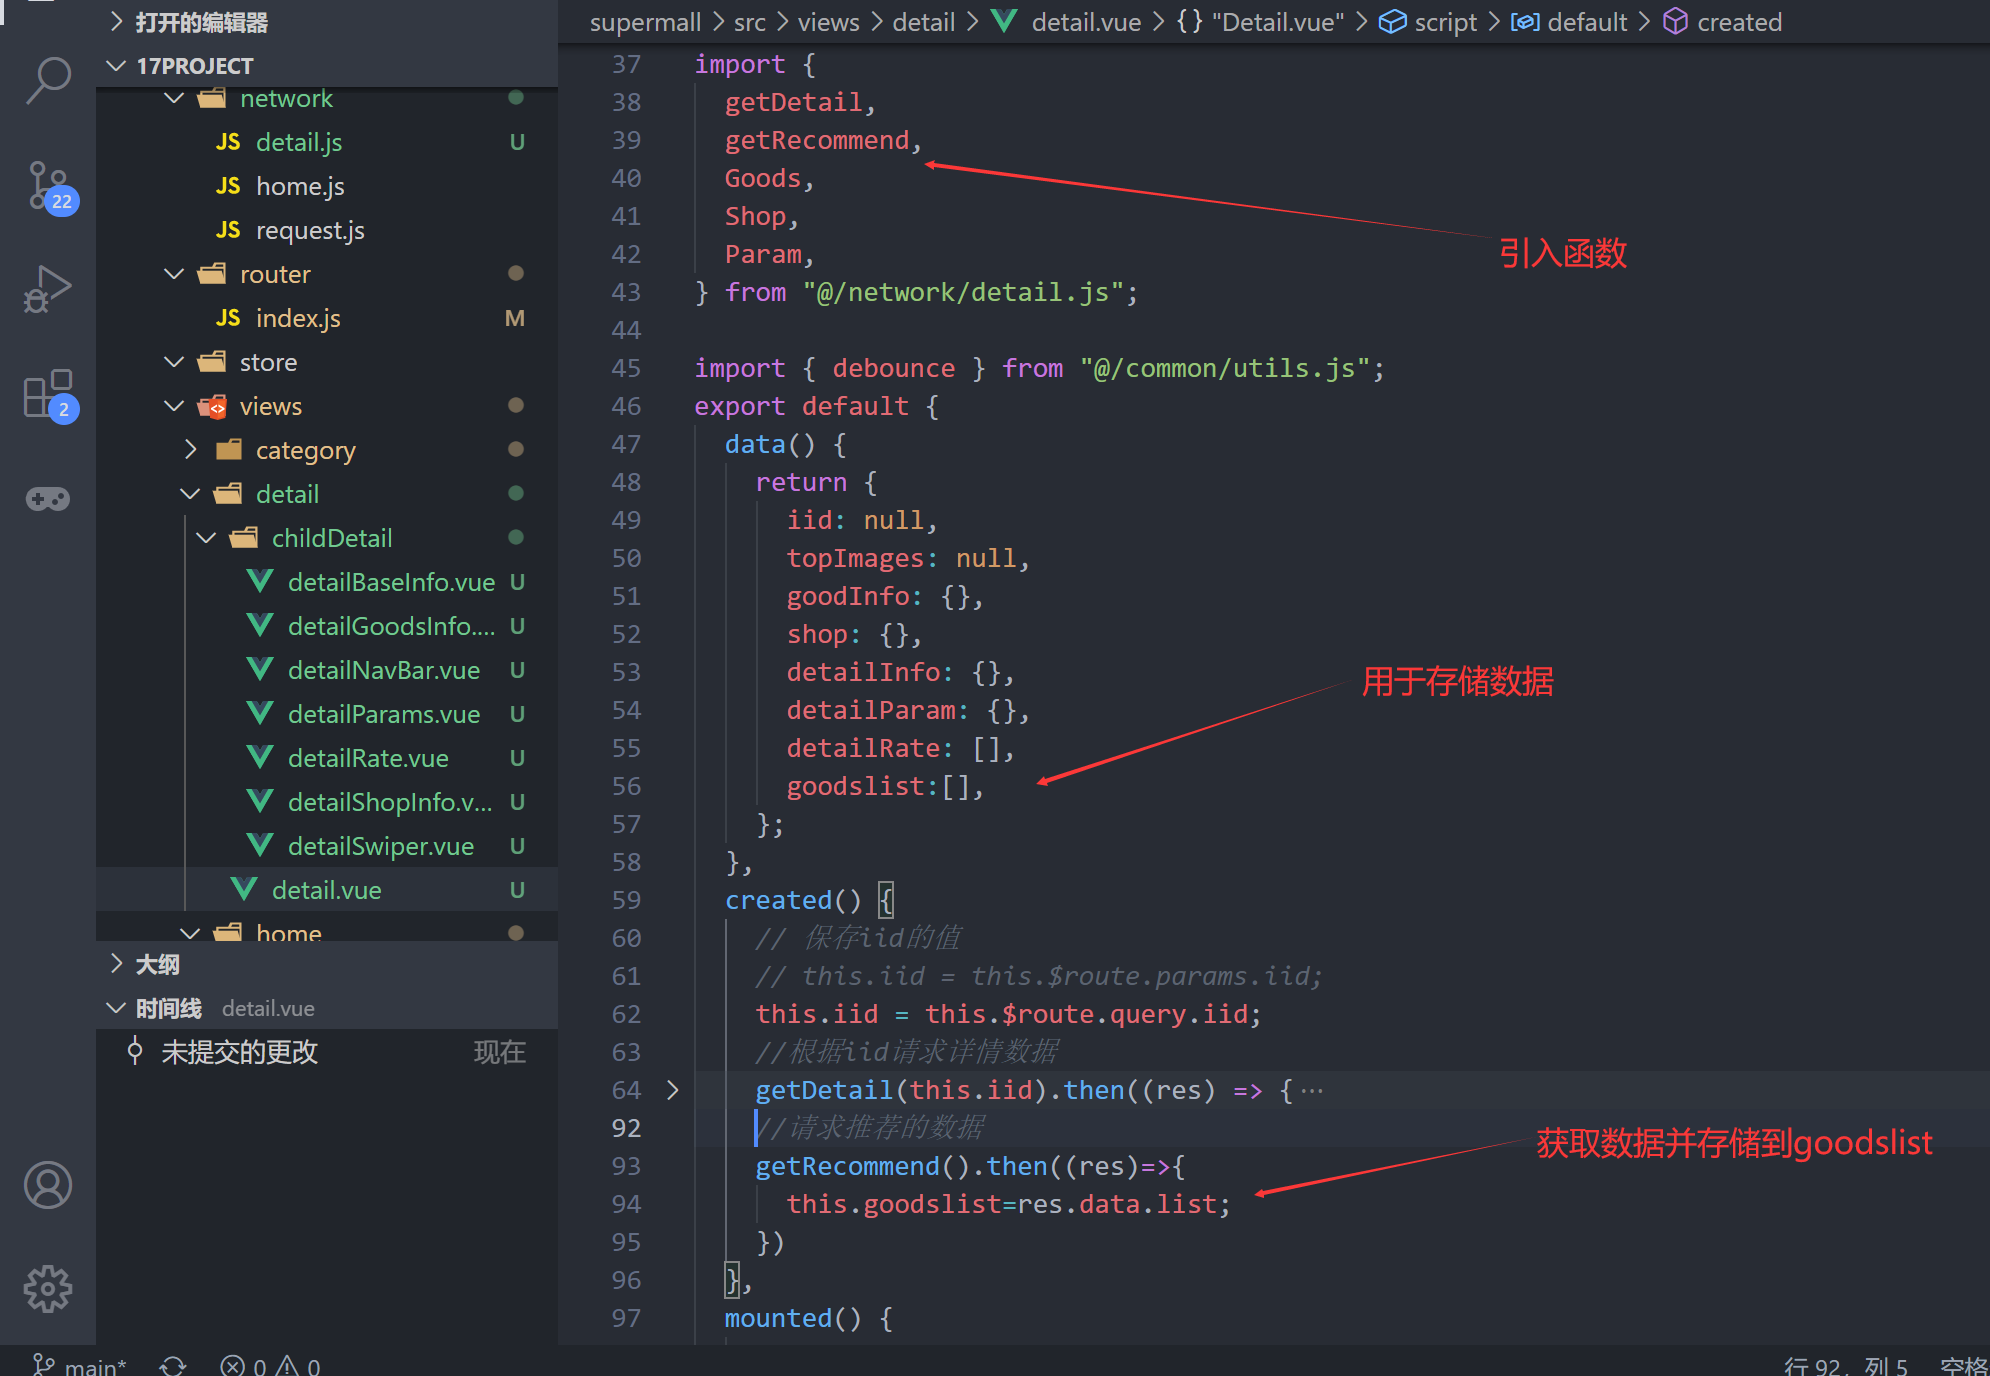 打开的编辑器
17PROJECT
network
JS detail.js U
JS home.js
JS request.js
router
JS index.js M
store
views
category
detail
childDetail
detailBaseInfo.vue U
detailGoodsInfo.... U
detailNavBar.vue U
detailParams.vue U
detailRate.vue U
detailShopInfo.v... U
detailSwiper.vue U
detail.vue U
home
大纲
时间线 detail.vue
未提交的更改 现在
22
2
supermall > src > views > detail > detail.vue > {} "Detail.vue" > script > default > created
37 import {
38 getDetail,
39 getRecommend,
40 Goods,
41 Shop,
42 Param,
43 } from "@/network/detail.js";
44
45 import { debounce } from "@/common/utils.js";
46 export default {
47 data() {
48 return {
49 iid: null,
50 topImages: null,
51 goodInfo: {},
52 shop: {},
53 detailInfo: {},
54 detailParam: {},
55 detailRate: [],
56 goodslist:[],
57 };
58 },
59 created() {
60 // 保存iid的值
61 // this.iid = this.$route.params.iid;
62 this.iid = this.$route.query.iid;
63 //根据iid请求详情数据
64 getDetail(this.iid).then((res) => {···
92 //请求推荐的数据
93 getRecommend().then((res)=>{
94 this.goodslist=res.data.list;
95 })
96 },
97 mounted() {
引入函数
用于存储数据
获取数据并存储到goodslist
main* 0 0
行 92，列 5 空格